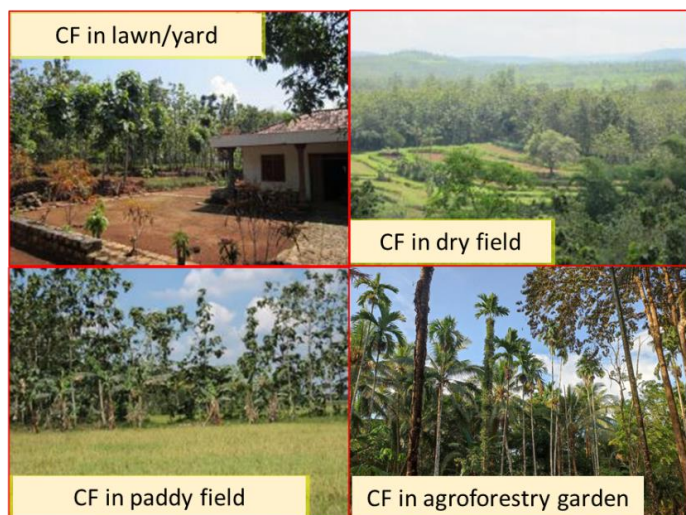 CF in lawn/yard
CF in dry field
CF in paddy field
CF in agroforestry garden